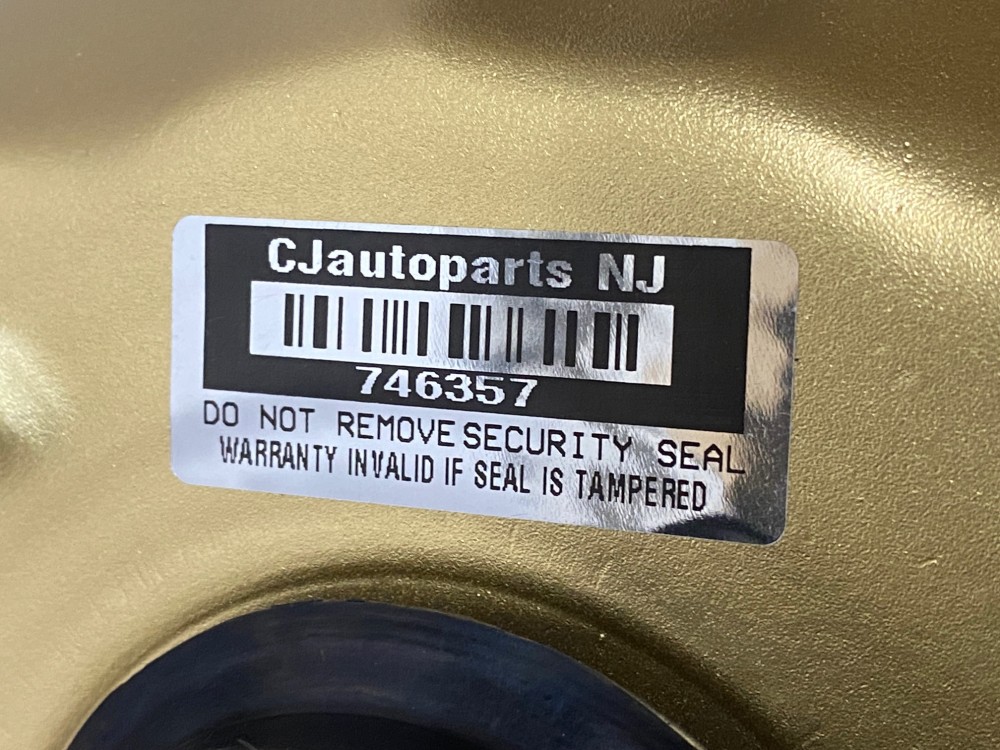 CJautoparts NJ
746357
DO NOT REMOVE SECURITY SEAL
WARRANTY INVALID IF SEAL IS TAMPERED